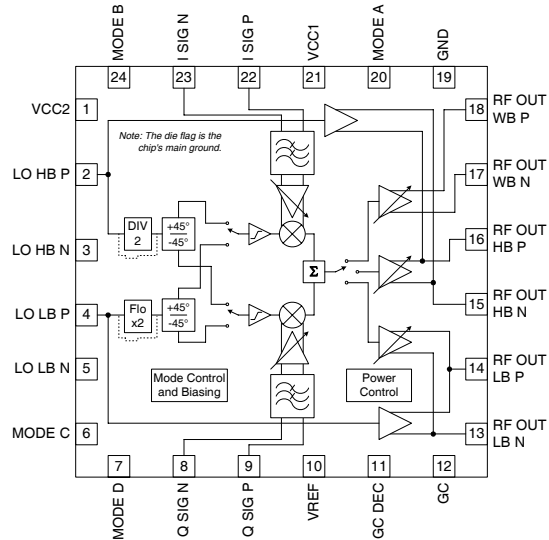 MODE B
I SIG N
I SIG P
VCC1
MODE A
GND
24
23
22
21
20
19
VCC2
1
Note: The die flag is the
chip's main ground.
18
RF OUT
WB P
LO HB P
2
17
RF OUT
WB N
DIV
2
+45°
-45°
16
RF OUT
HB P
LO HB N
3
Σ
LO LB P
4
Flo
x2
+45°
-45°
15
RF OUT
HB N
LO LB N
5
Mode Control
and Biasing
Power
Control
14
RF OUT
LB P
MODE C
6
13
RF OUT
LB N
7
8
9
10
11
12
MODE D
Q SIG N
Q SIG P
VREF
GC DEC
GC